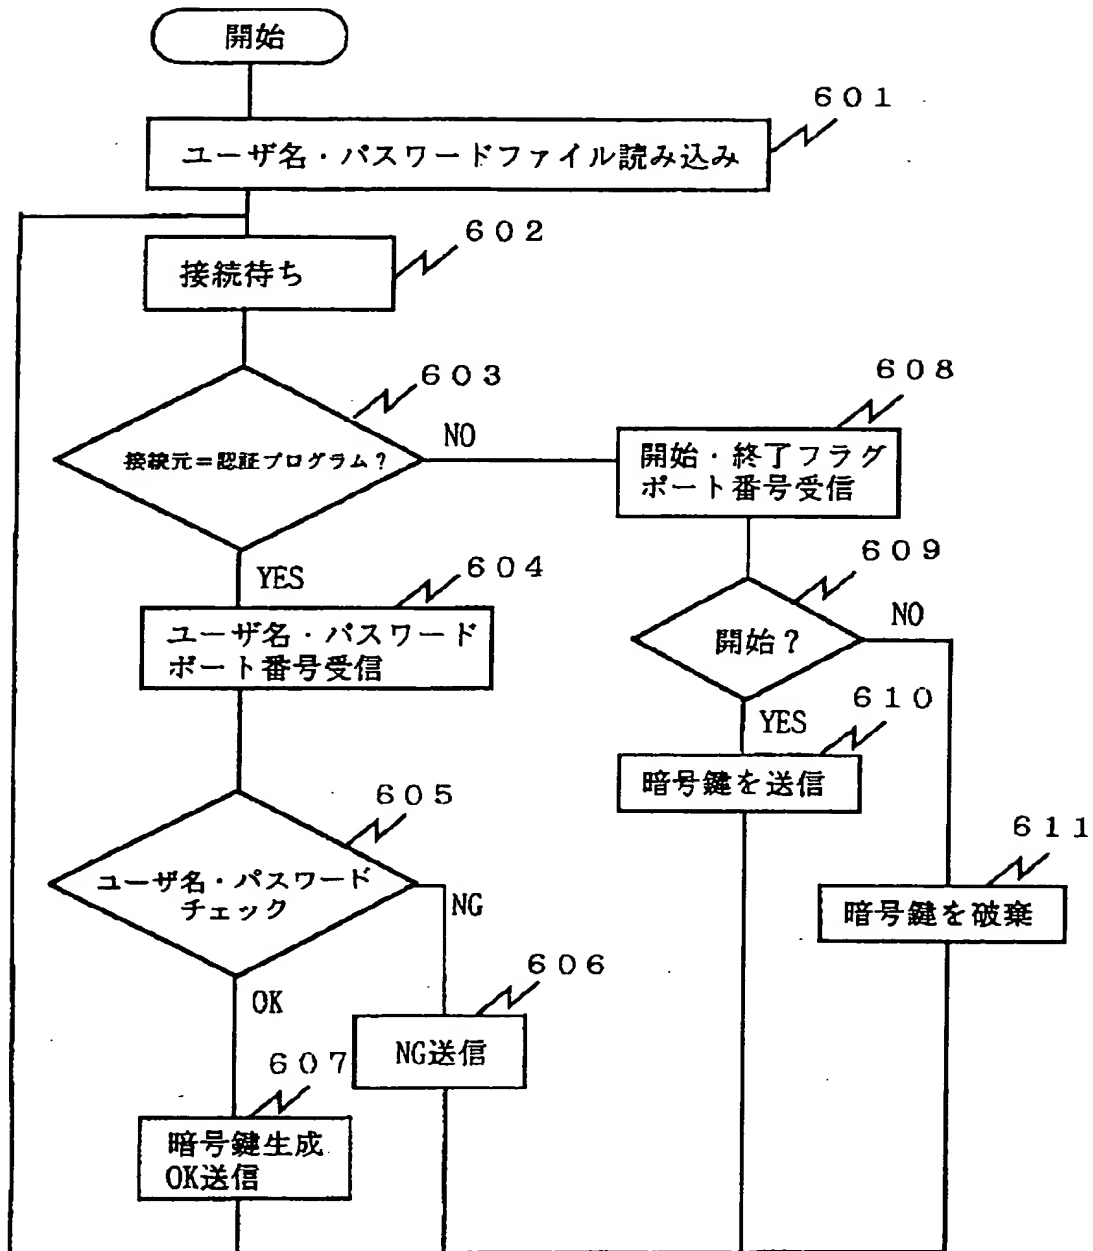 開始
601
ユーザ名・パスワードファイル読み込み
602
接続待ち
603
接線元=認証プログラム?
NO
608
開始・終了フラグ
ポート番号受信
YES
604
ユーザ名・パスワード
ポート番号受信
609
開始?
NO
YES
610
暗号鍵を送信
605
ユーザ名・パスワード
チェック
NG
611
暗号鍵を破棄
OK
606
NG送信
607
暗号鍵生成
OK送信